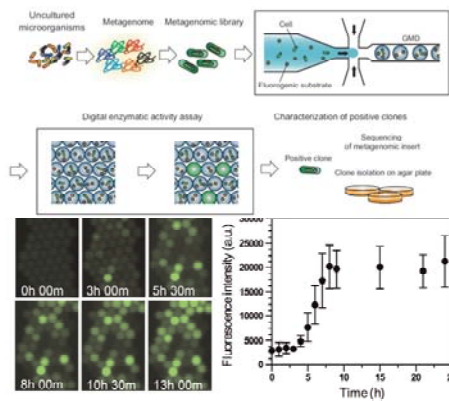 Uncultured
microorganisms
Metagenome
Metagenomic library
Cell
GMD
Fluorogenic substrate
Digital enzymatic activity assay
Characterization of positive clones
Sequencing
of metagenomic insert
Positive clone
Clone isolation on agar plate
0h 00m
3h 00m
5h 30m
8h 00m
10h 30m
13h 00m
Fluorescence intensity (a.u.)
30000
25000
20000
15000
10000
5000
0
0
5
10
15
20
Time (h)